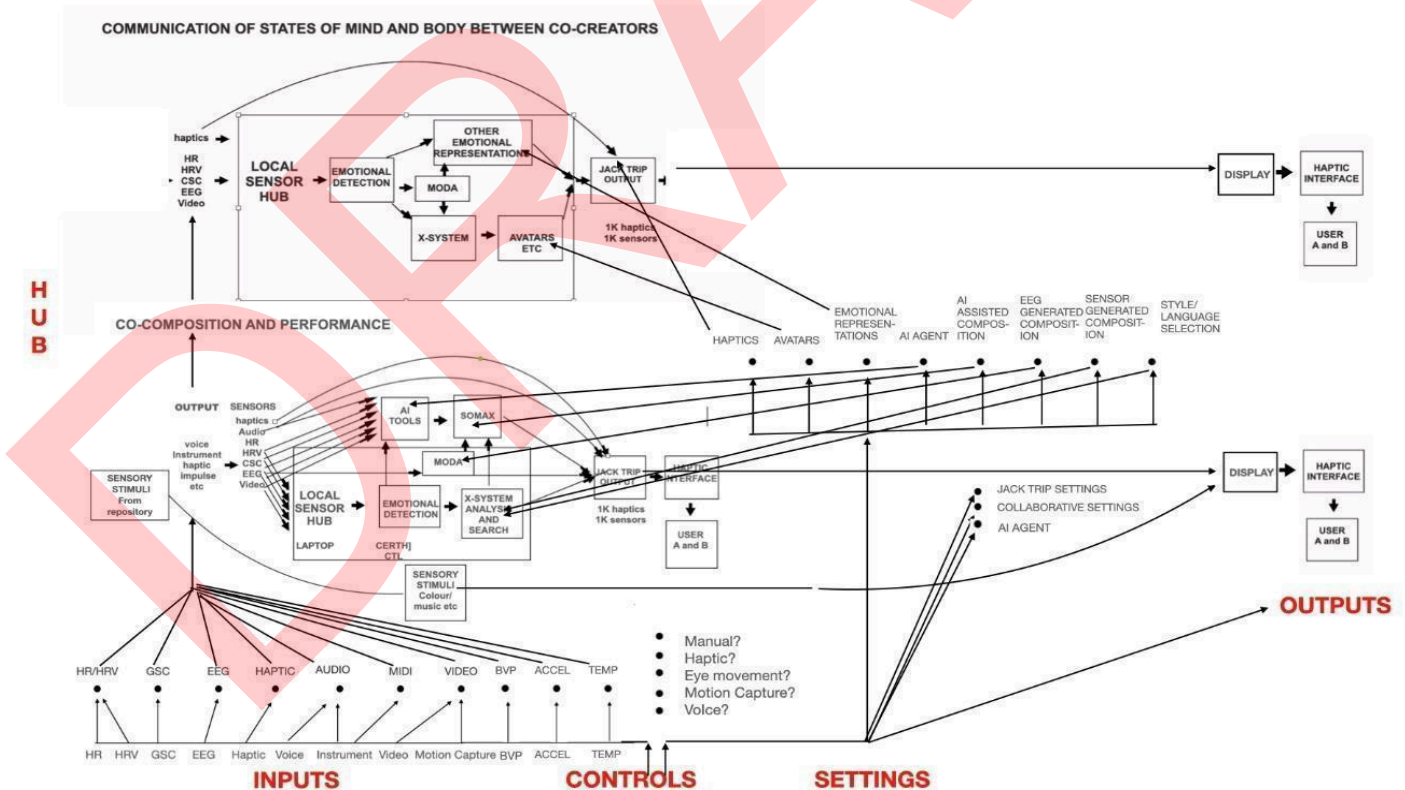 COMMUNICATION OF STATES OF MIND AND BODY BETWEEN CO-CREATORS
haptics
HR
HRV
CSC
EEG
Video
LOCAL
SENSOR
HUB
EMOTIONAL
DETECTION
OTHER
EMOTIONAL
REPRESENTATIONS
MODA
X-SYSTEM
AVATARS
ETC
JACK TRIP
OUTPUT
1K haptics
1K sensors
DISPLAY
HAPTIC
INTERFACE
USER
A and B
HUB
CO-COMPOSITION AND PERFORMANCE
HAPTICS
AVATARS
EMOTIONAL
REPRESEN-
TATIONS
AI AGENT
AI
ASSISTED
COMPOS-
ITION
EEG
GENERATED
COMPOSIT-
ION
SENSOR
GENERATED
COMPOSIT-
ION
STYLE/
LANGUAGE
SELECTION
OUTPUT
voice
Instrument
haptic
impulse
etc
SENSORS
haptics
Audio
HR
HRV
CSC
EEG
Video
SENSORY
STIMULI
From
repository
AI
TOOLS
SOMAX
MODA
LOCAL
SENSOR
HUB
EMOTIONAL
DETECTION
X-SYSTEM
ANALYSIS
AND
SEARCH
LAPTOP
CERTH]
CTL
JACK TRIP
OUTPUT
1K haptics
1K sensors
HAPTIC
INTERFACE
USER
A and B
SENSORY
STIMULI
Colour/
music etc
JACK TRIP SETTINGS
COLLABORATIVE SETTINGS
AI AGENT
DISPLAY
HAPTIC
INTERFACE
USER
A and B
OUTPUTS
Manual?
Haptic?
Eye movement?
Motion Capture?
Voice?
HR/HRV GSC EEG HAPTIC AUDIO MIDI VIDEO BVP ACCEL TEMP
HR HRV GSC EEG Haptic Voice Instrument Video Motion Capture BVP ACCEL TEMP
INPUTS
CONTROLS
SETTINGS
DRA